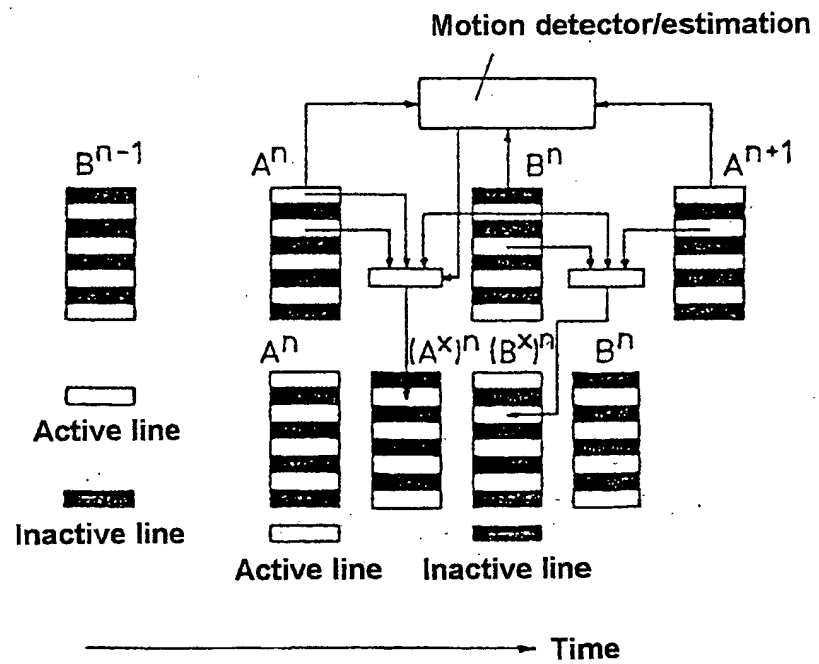 Motion detector/estimation
B^n-1 A^n B^n A^n+1
A^n (A^x)^n (B^x)^n B^n
Active line
Inactive line
Active line Inactive line
Time